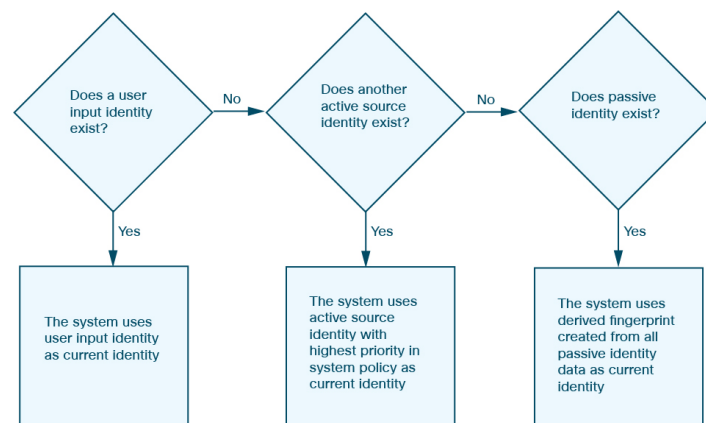 Does a user
input identity
exist?
No
Does another
active source
identity exist?
No
Does passive
identity exist?
Yes
Yes
Yes
The system uses
user input identity
as current identity
The system uses
active source
identity with
highest priority in
system policy as
current identity
The system uses
derived fingerprint
created from all
passive identity
data as current
identity